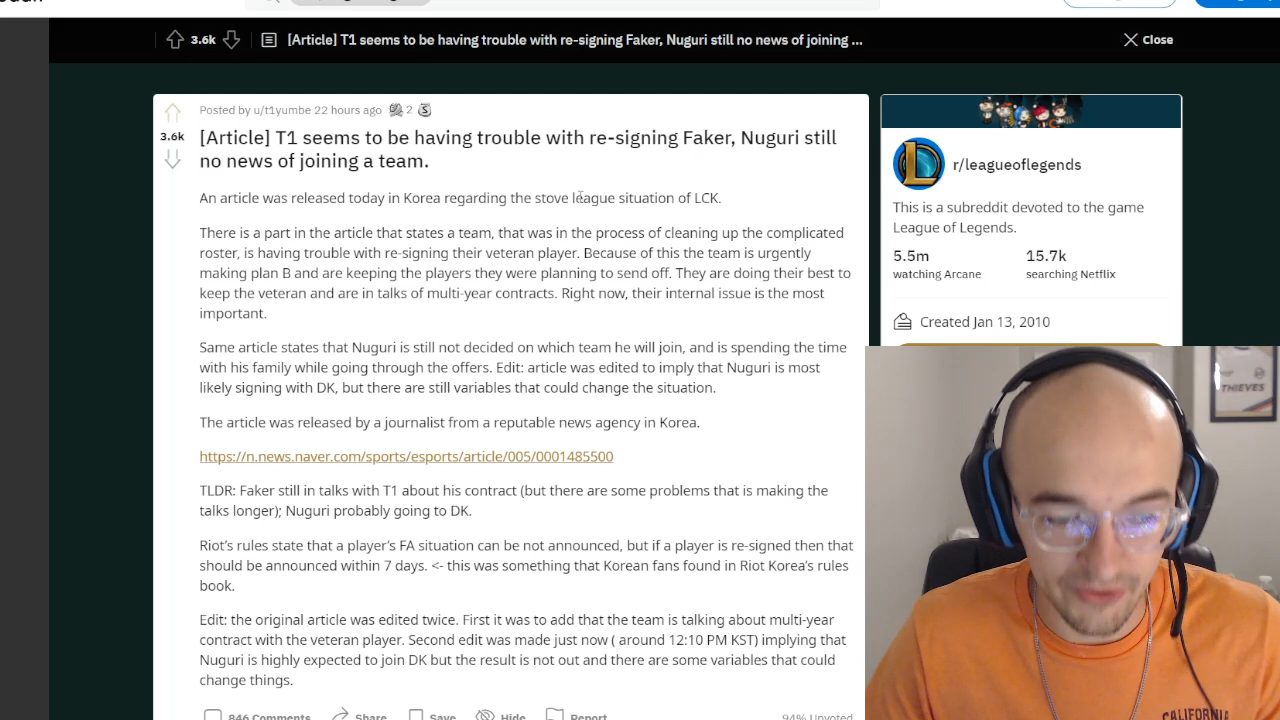 3.6k
[Article] T1 seems to be having trouble with re-signing Faker, Nuguri still no news of joining ...
Close
Posted by u/t1yumbe 22 hours ago
2
S
3.6k
[Article] T1 seems to be having trouble with re-signing Faker, Nuguri still
no news of joining a team.
An article was released today in Korea regarding the stove league situation of LCK.
There is a part in the article that states a team, that was in the process of cleaning up the complicated
roster, is having trouble with re-signing their veteran player. Because of this the team is urgently
making plan B and are keeping the players they were planning to send off. They are doing their best to
keep the veteran and are in talks of multi-year contracts. Right now, their internal issue is the most
important.
Same article states that Nuguri is still not decided on which team he will join, and is spending the time
with his family while going through the offers. Edit: article was edited to imply that Nuguri is most
likely signing with DK, but there are still variables that could change the situation.
The article was released by a journalist from a reputable news agency in Korea.
https://n.news.naver.com/sports/esports/article/005/0001485500
TLDR: Faker still in talks with T1 about his contract (but there are some problems that is making the
talks longer); Nuguri probably going to DK.
Riot's rules state that a player's FA situation can be not announced, but if a player is re-signed then that
should be announced within 7 days. <- this was something that Korean fans found in Riot Korea's rules
book.
Edit: the original article was edited twice. First it was to add that the team is talking about multi-year
contract with the veteran player. Second edit was made just now ( around 12:10 PM KST) implying that
Nuguri is highly expected to join DK but the result is not out and there are some variables that could
change things.
846 Comments
Share
Save
Hide
Report
94% Upvoted
r/leagueoflegends
This is a subreddit devoted to the game
League of Legends.
5.5m
15.7k
watching Arcane
searching Netflix
Created Jan 13, 2010
THIEVES
CALIFORNIA